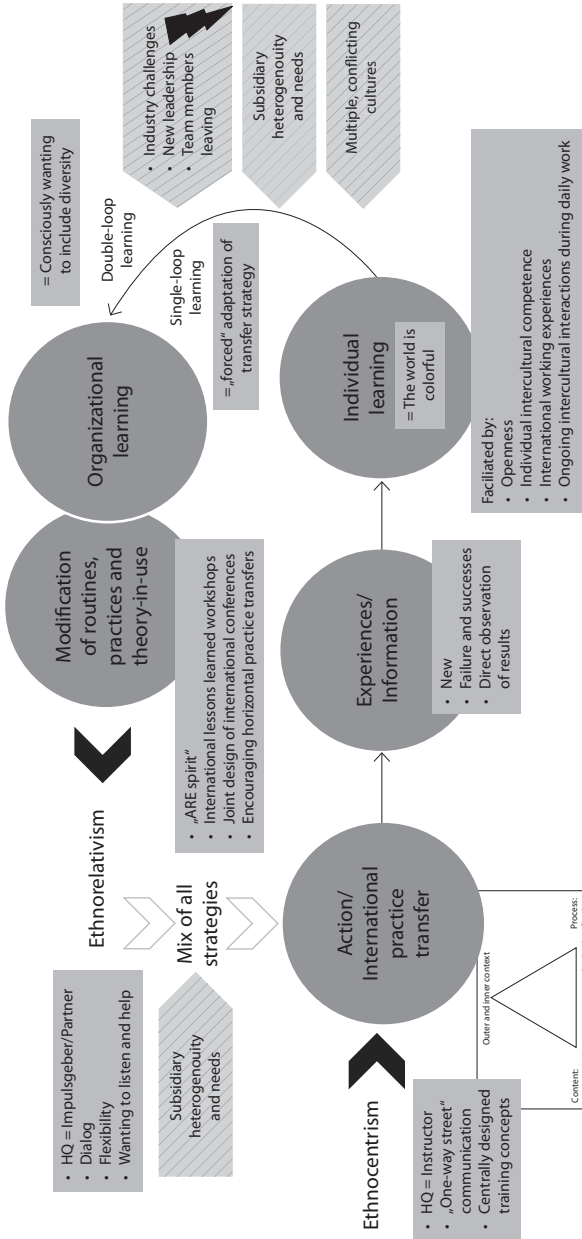 • HQ = Impulsgeber/Partner
• Dialog
• Flexibility
• Wanting to listen and help
Ethnorelativism
Subsidiary
heterogenouity
and needs
Mix of all
strategies
Modification
of routines,
practices and
theory-in-use
Organizational
learning
= Consciously wanting
to include diversity
Double-loop
learning
Single-loop
learning
=„forced“ adaptation of
transfer strategy
• Industry challenges
• New leadership
• Team members
leaving
Subsidiary
heterogenouity
and needs
Multiple, conflicting
cultures
• „ARE spirit“
• International lessons learned workshops
• Joint design of international conferences
• Encouraging horizontal practice transfers
Ethnocentrism
Action/
International
practice
transfer
Experiences/
Information
Individual
learning
= The world is
colorful
• HQ = Instructor
• „One-way street“
communication
• Centrally designed
training concepts
Outer and inner context
Content:
Process:
• New
• Failure and successes
• Direct observation
of results
Faciliated by:
• Openness
• Individual intercultural competence
• International working experiences
• Ongoing intercultural interactions during daily work